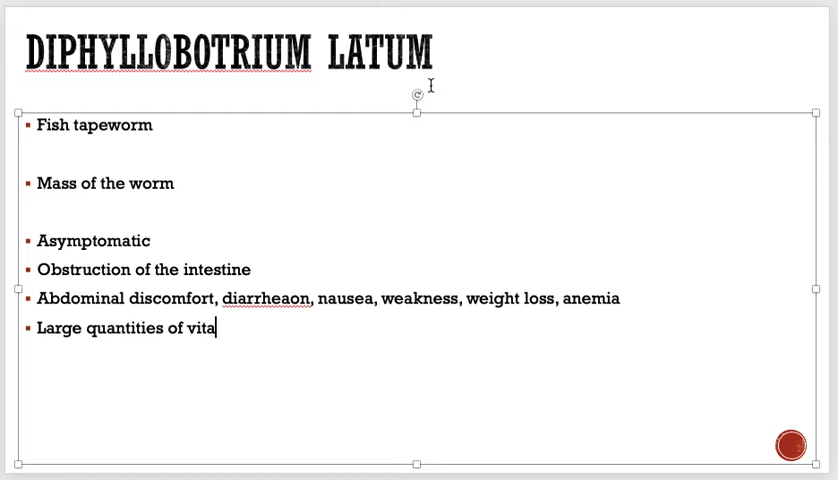 DIPHYLLOBOTRIUM LATUM
Fish tapeworm
Mass of the worm
Asymptomatic
Obstruction of the intestine
Abdominal discomfort, diarrheaon, nausea, weakness, weight loss, anemia
Large quantities of vita